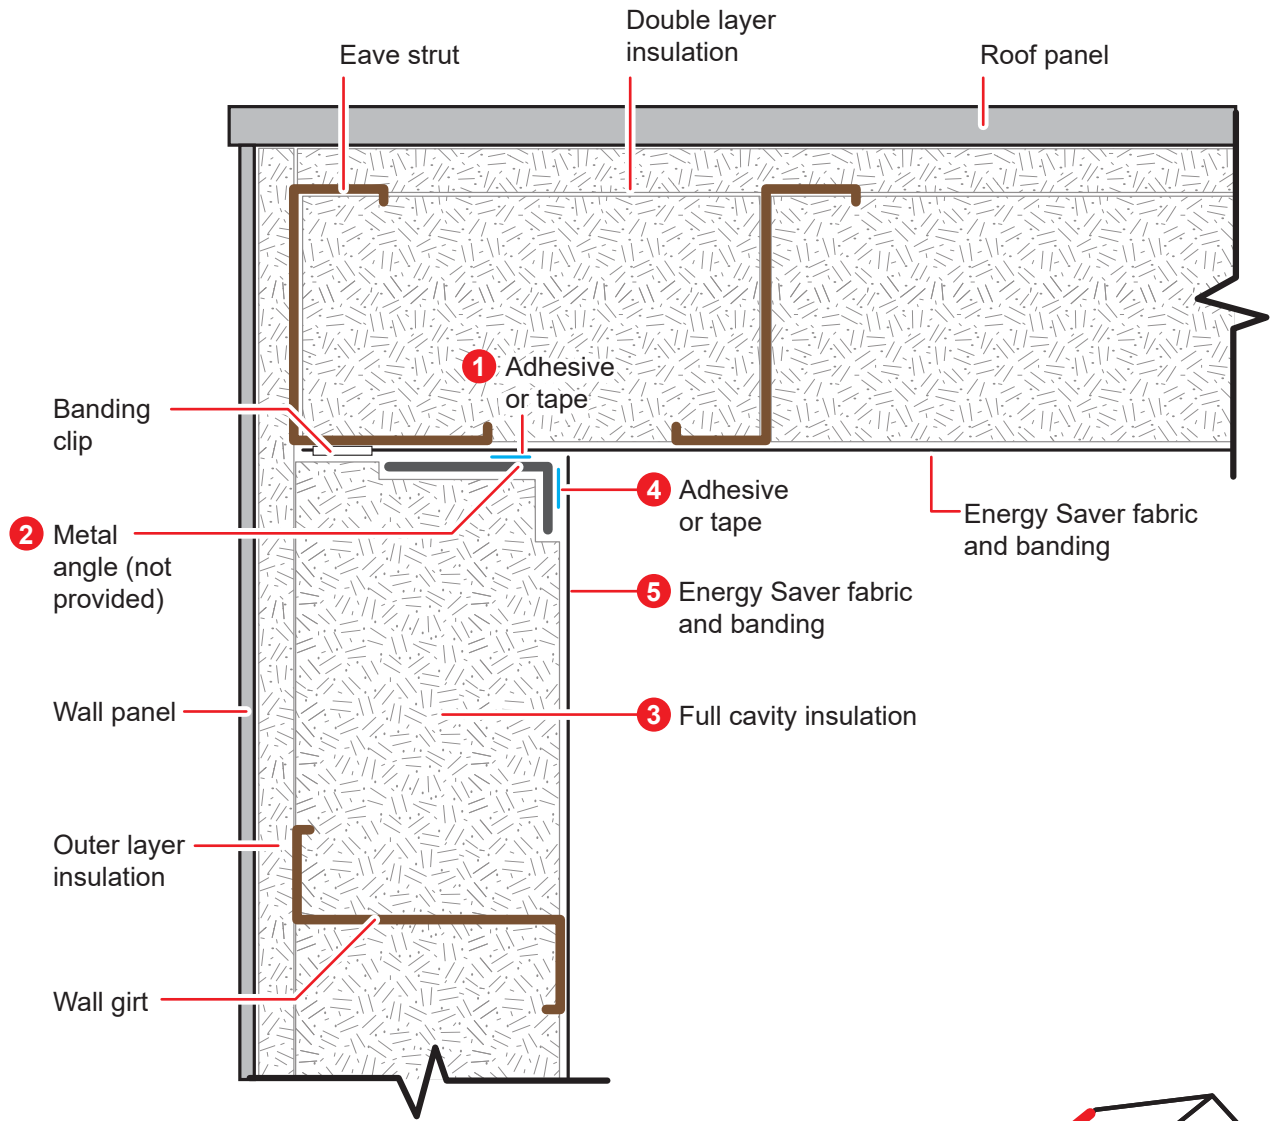 Double layer
insulation
Eave strut
Roof panel
1 Adhesive
or tape
Banding
clip
4 Adhesive
or tape
Energy Saver fabric
and banding
2 Metal
angle (not
provided)
5 Energy Saver fabric
and banding
Wall panel
3 Full cavity insulation
Outer layer
insulation
Wall girt